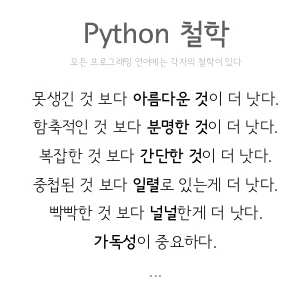 Python 철학
모든 프로그래밍 언어에는 각자의 철학이 있다
못생긴 것 보다 아름다운 것이 더 낫다.
함축적인 것 보다 분명한 것이 더 낫다.
복잡한 것 보다 간단한 것이 더 낫다.
중첩된 것 보다 일렬로 있는게 더 낫다.
빡빡한 것 보다 널널한게 더 낫다.
가독성이 중요하다.
...